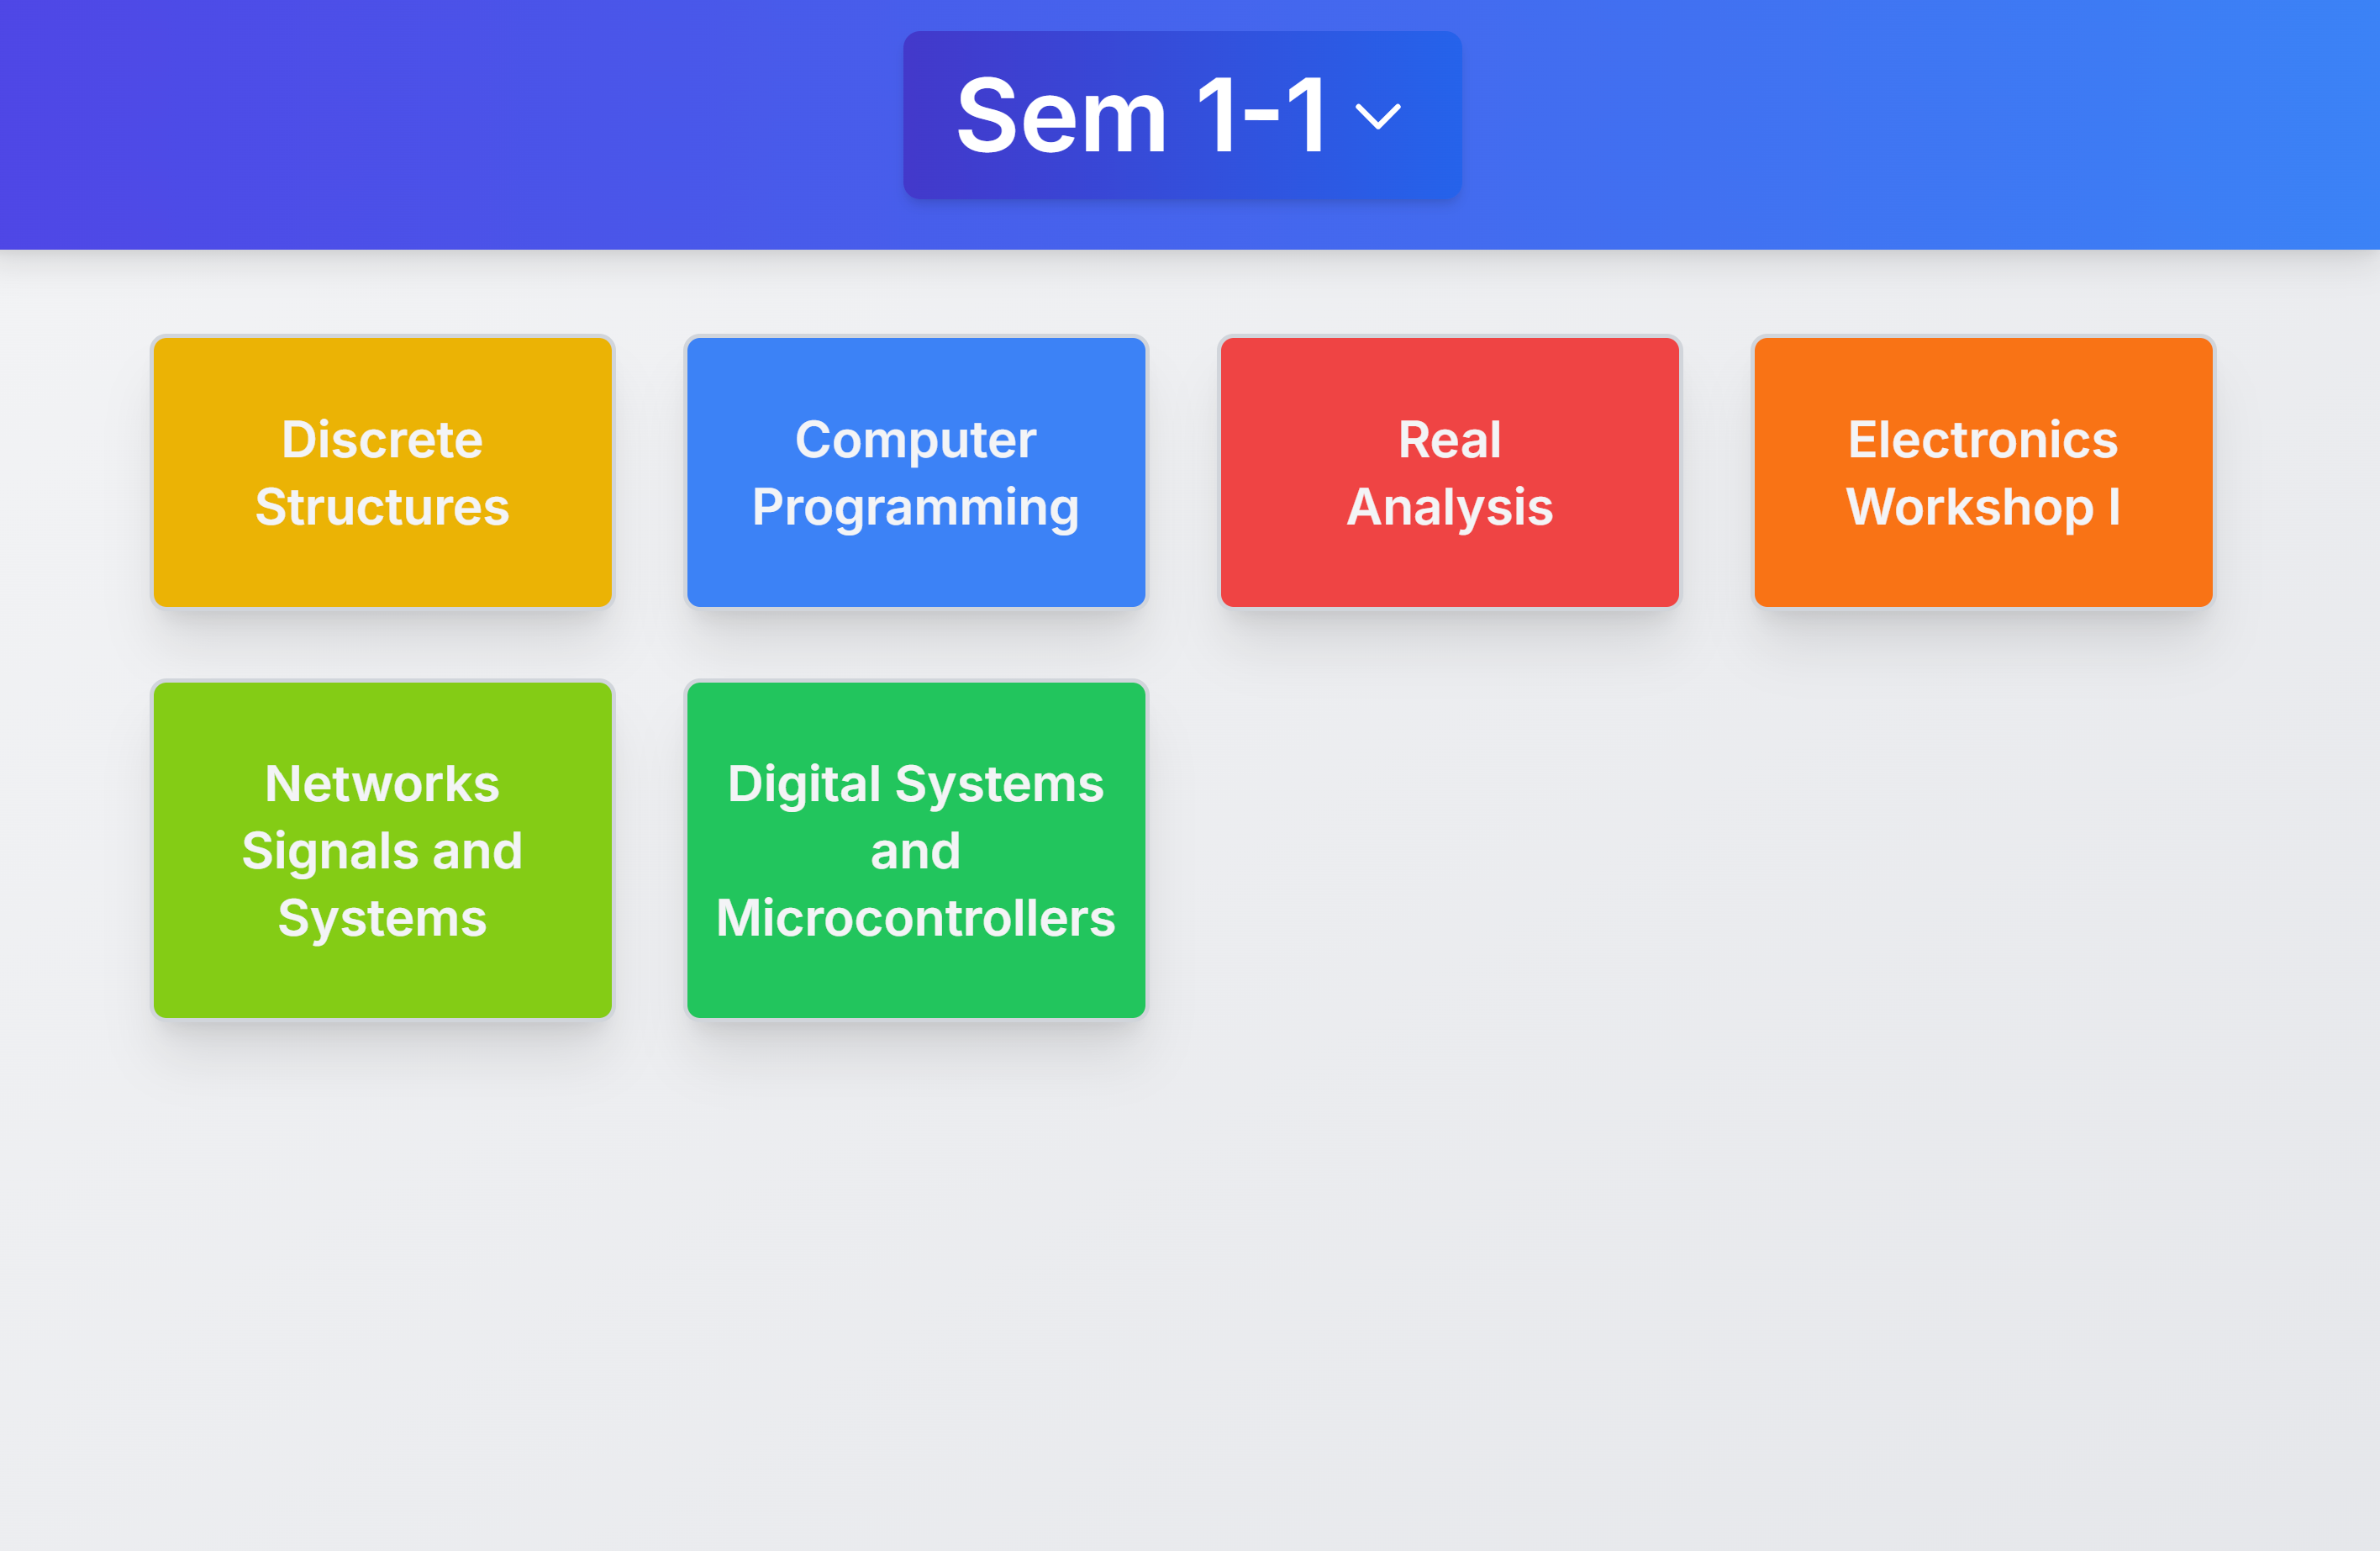 Sem 1-1
Discrete
Structures
Computer
Programming
Real
Analysis
Electronics
Workshop I
Networks
Signals and
Systems
Digital Systems
and
Microcontrollers